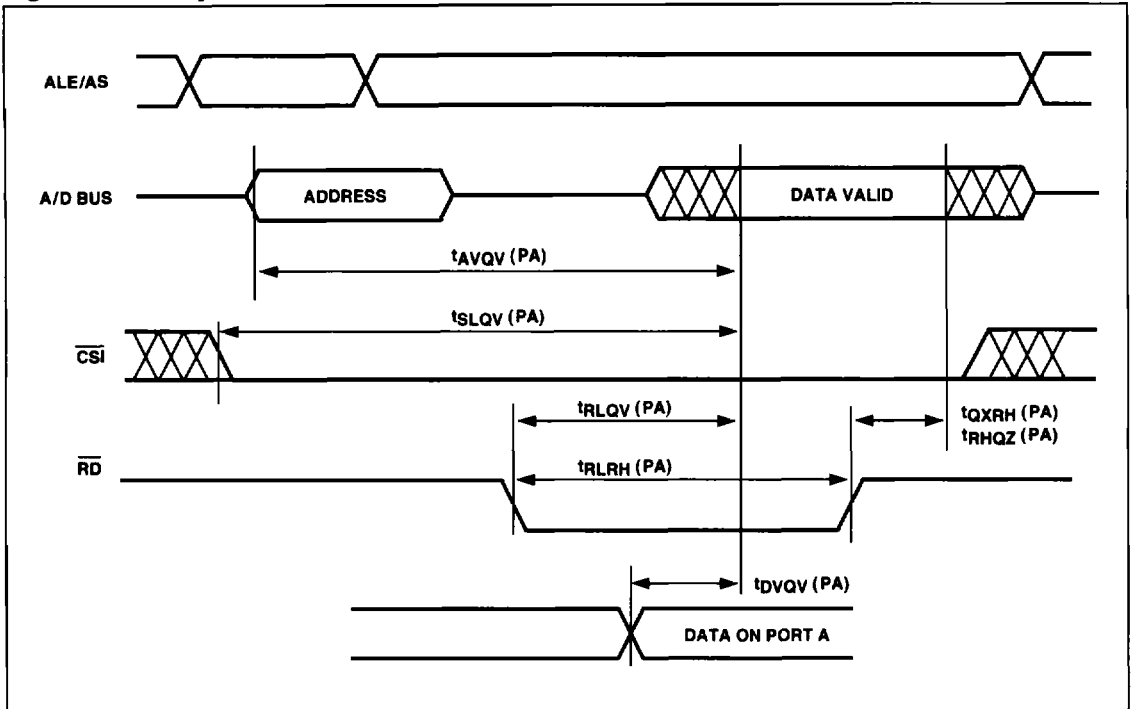 ALE/AS
A/D BUS
ADDRESS
DATA VALID
tAVQV (PA)
tSLQV (PA)
CSI
tRLQV (PA)
tQXRH (PA)
tRHQZ (PA)
RD
tRLRH (PA)
tDVQV (PA)
DATA ON PORT A